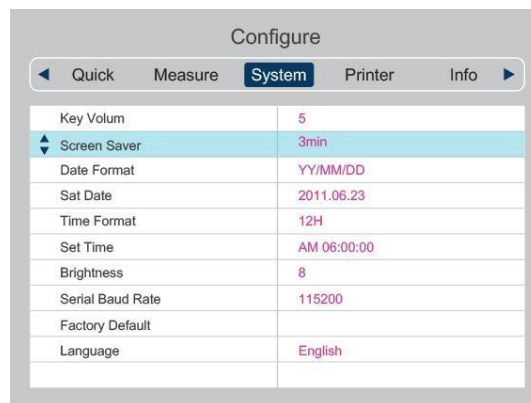 Configure
Quick Measure System Printer Info
Key Volum 5
Screen Saver 3min
Date Format YY/MM/DD
Sat Date 2011.06.23
Time Format 12H
Set Time AM 06:00:00
Brightness 8
Serial Baud Rate 115200
Factory Default
Language English